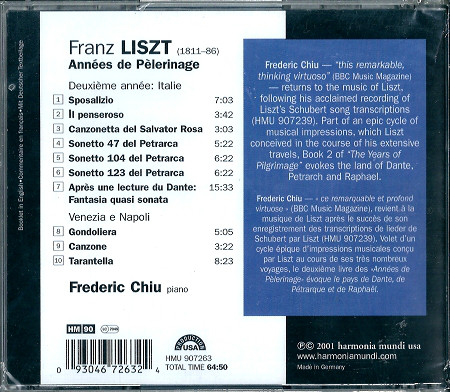 Franz LISZT (1811–86)
Années de Pèlerinage
Deuxième année: Italie
1 Sposalizio 7:03
2 Il penseroso 3:42
3 Canzonetta del Salvator Rosa 3:03
4 Sonetto 47 del Petrarca 5:22
5 Sonetto 104 del Petrarca 6:22
6 Sonetto 123 del Petrarca 6:22
7 Après une lecture du Dante: 15:33
Fantasia quasi sonata
Venezia e Napoli
8 Gondoliera 5:05
9 Canzone 3:22
10 Tarantella 8:23
Frederic Chiu piano
Booklet in English•Commentaire en français•Mit Deutscher Textbeilage
Frederic Chiu — “this remarkable,
thinking virtuoso” (BBC Music Magazine)
— returns to the music of Liszt,
following his acclaimed recording of
Liszt’s Schubert song transcriptions
(HMU 907239). Part of an epic cycle of
musical impressions, which Liszt
conceived in the course of his extensive
travels, Book 2 of “The Years of
Pilgrimage” evokes the land of Dante,
Petrarch and Raphael.
Frederic Chiu — « ce remarquable et profond
virtuose » (BBC Music Magazine), revient à la
musique de Liszt après le succès de son
enregistrement des transcriptions de lieder de
Schubert par Liszt (HMU 907239). Volet d’un vaste
cycle épique d’impressions musicales conçu
par Liszt au cours de ses très nombreux
voyages, le deuxième livre des «Années de
Pèlerinage» évoque le pays de Dante, de
Pétrarque et de Raphaël.
HM 90
0 93046 72632 4
PRODUCTION
USA
HMU 907263
TOTAL TIME 64:50
℗ © 2001 harmonia mundi usa
www.harmoniamundi.com
Made in Germany